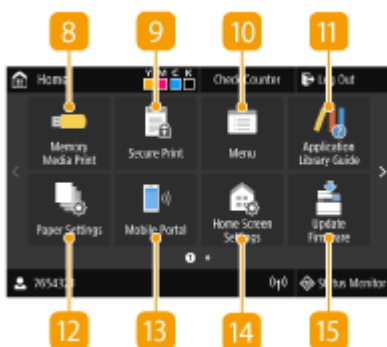 8 9 10 11
Home Y M C K Check Counter Log Out
Memory Media Print
Secure Print
Menu
Application Library Guide
Paper Settings
Mobile Portal
Home Screen Settings
Update Firmware
1
7654321 Status Monitor
12 13 14 15